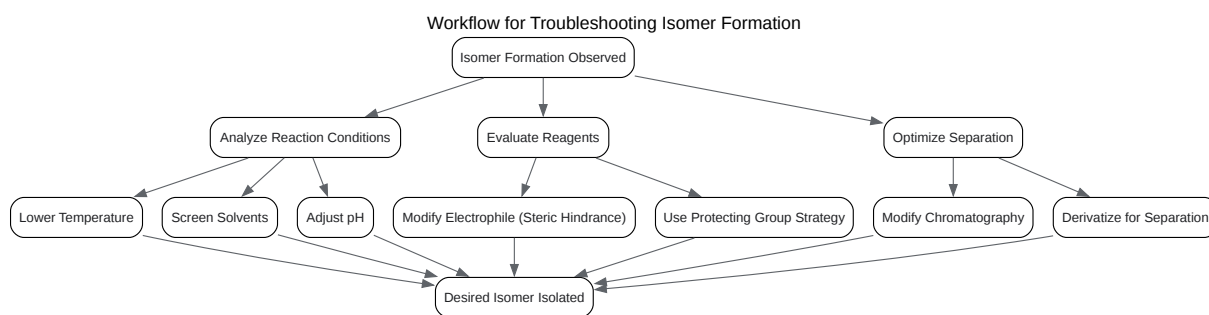 Workflow for Troubleshooting Isomer Formation
Isomer Formation Observed
Analyze Reaction Conditions
Evaluate Reagents
Optimize Separation
Lower Temperature
Screen Solvents
Adjust pH
Modify Electrophile (Steric Hindrance)
Use Protecting Group Strategy
Modify Chromatography
Derivatize for Separation
Desired Isomer Isolated